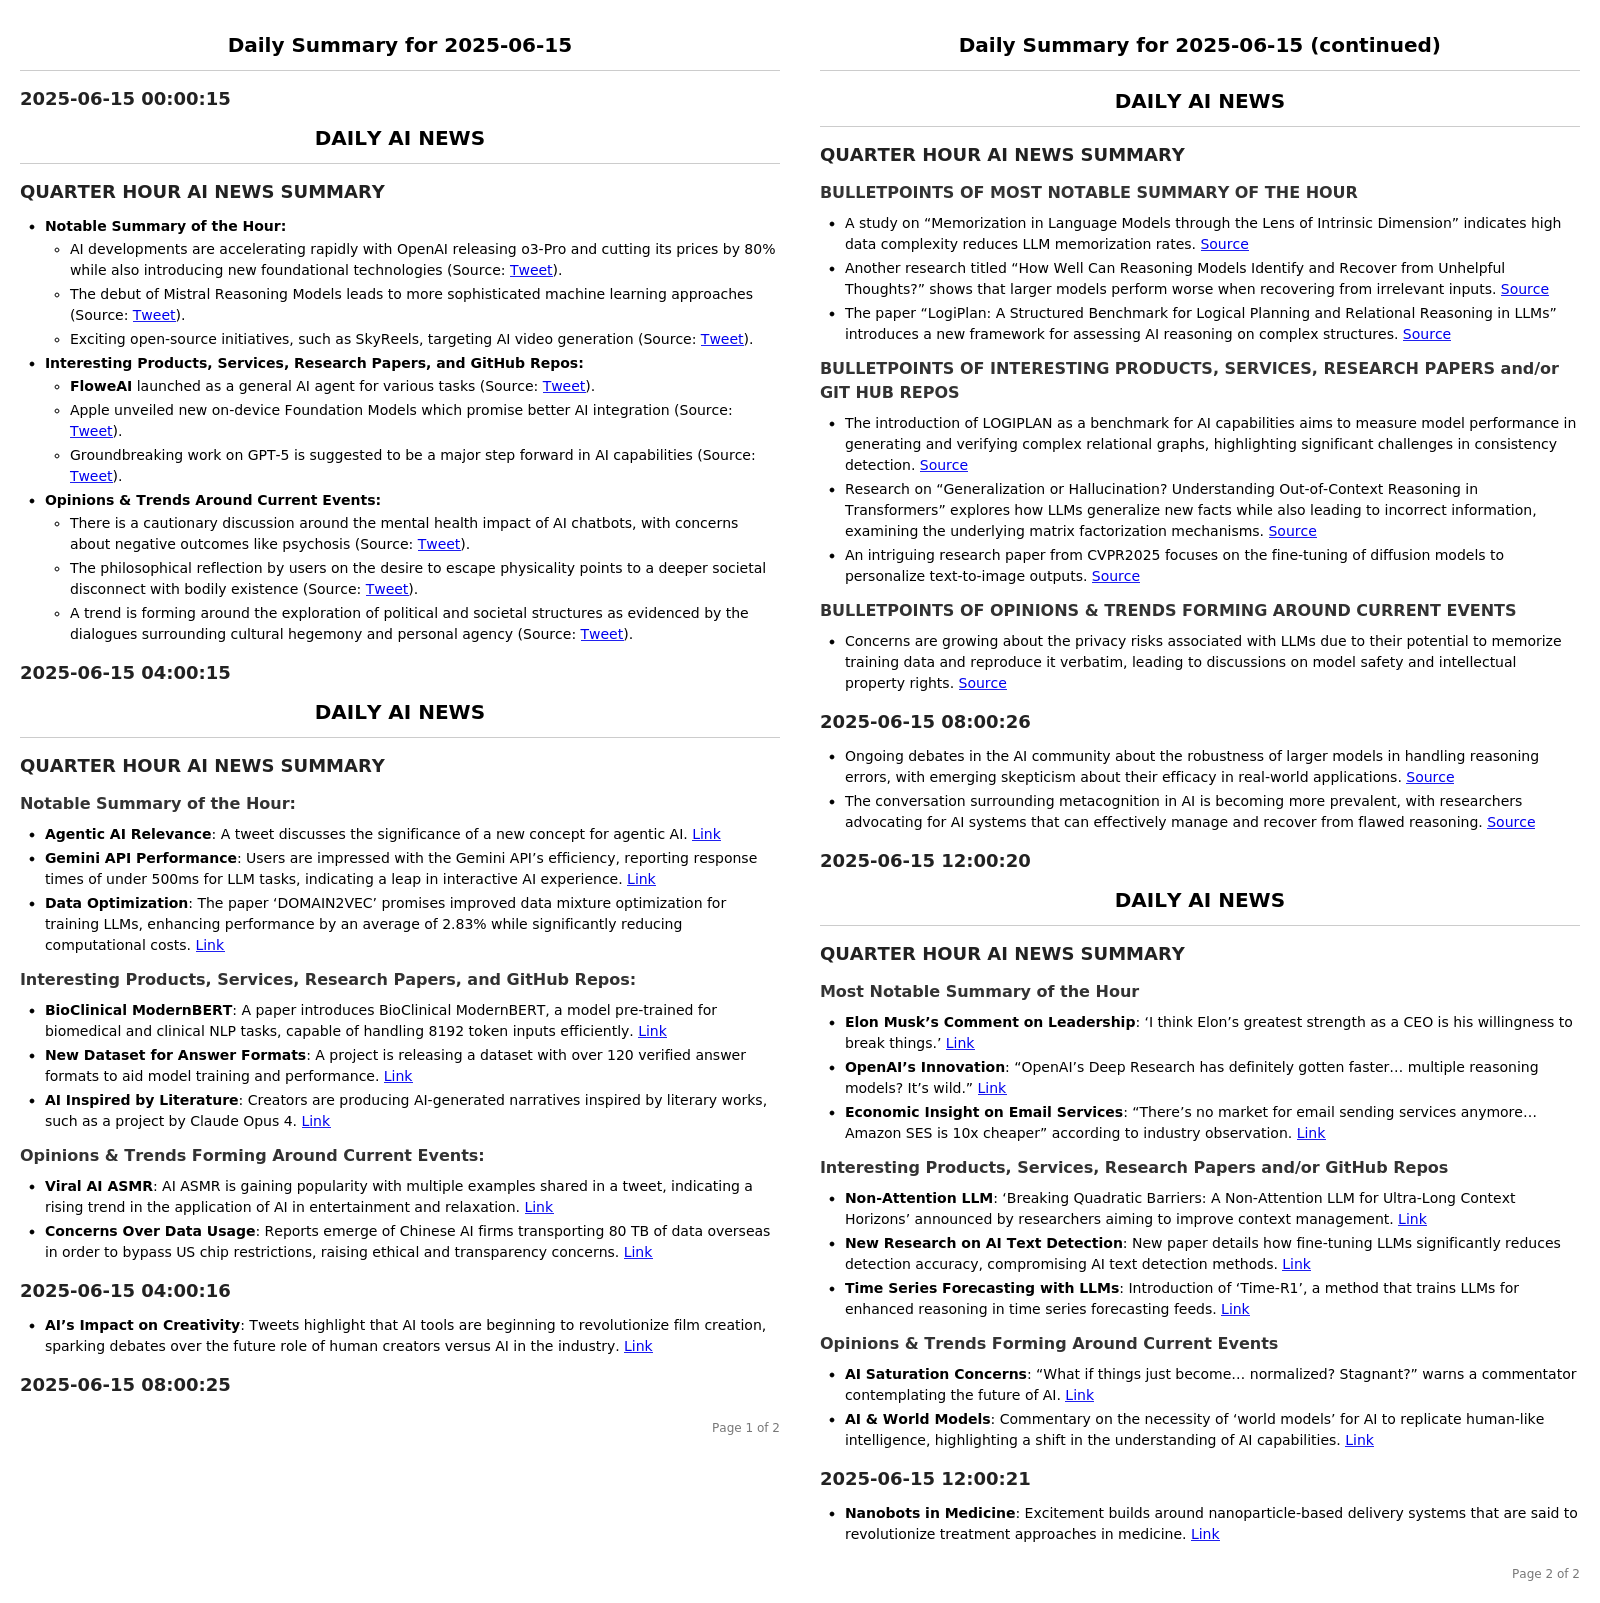 Daily Summary for 2025-06-15
2025-06-15 00:00:15
DAILY AI NEWS
QUARTER HOUR AI NEWS SUMMARY
• Notable Summary of the Hour:
◦ AI developments are accelerating rapidly with OpenAI releasing o3-Pro and cutting its prices by 80%
while also introducing new foundational technologies (Source: Tweet).
◦ The debut of Mistral Reasoning Models leads to more sophisticated machine learning approaches
(Source: Tweet).
◦ Exciting open-source initiatives, such as SkyReels, targeting AI video generation (Source: Tweet).
• Interesting Products, Services, Research Papers, and GitHub Repos:
◦ FloweAI launched as a general AI agent for various tasks (Source: Tweet).
◦ Apple unveiled new on-device Foundation Models which promise better AI integration (Source:
Tweet).
◦ Groundbreaking work on GPT-5 is suggested to be a major step forward in AI capabilities (Source:
Tweet).
• Opinions & Trends Around Current Events:
◦ There is a cautionary discussion around the mental health impact of AI chatbots, with concerns
about negative outcomes like psychosis (Source: Tweet).
◦ The philosophical reflection by users on the desire to escape physicality points to a deeper societal
disconnect with bodily existence (Source: Tweet).
◦ A trend is forming around the exploration of political and societal structures as evidenced by the
dialogues surrounding cultural hegemony and personal agency (Source: Tweet).
2025-06-15 04:00:15
DAILY AI NEWS
QUARTER HOUR AI NEWS SUMMARY
Notable Summary of the Hour:
• Agentic AI Relevance: A tweet discusses the significance of a new concept for agentic AI. Link
• Gemini API Performance: Users are impressed with the Gemini API’s efficiency, reporting response
times of under 500ms for LLM tasks, indicating a leap in interactive AI experience. Link
• Data Optimization: The paper ‘DOMAIN2VEC’ promises improved data mixture optimization for
training LLMs, enhancing performance by an average of 2.83% while significantly reducing
computational costs. Link
Interesting Products, Services, Research Papers, and GitHub Repos:
• BioClinical ModernBERT: A paper introduces BioClinical ModernBERT, a model pre-trained for
biomedical and clinical NLP tasks, capable of handling 8192 token inputs efficiently. Link
• New Dataset for Answer Formats: A project is releasing a dataset with over 120 verified answer
formats to aid model training and performance. Link
• AI Inspired by Literature: Creators are producing AI-generated narratives inspired by literary works,
such as a project by Claude Opus 4. Link
Opinions & Trends Forming Around Current Events:
• Viral AI ASMR: AI ASMR is gaining popularity with multiple examples shared in a tweet, indicating a
rising trend in the application of AI in entertainment and relaxation. Link
• Concerns Over Data Usage: Reports emerge of Chinese AI firms transporting 80 TB of data overseas
in order to bypass US chip restrictions, raising ethical and transparency concerns. Link
2025-06-15 04:00:16
• AI’s Impact on Creativity: Tweets highlight that AI tools are beginning to revolutionize film creation,
sparking debates over the future role of human creators versus AI in the industry. Link
2025-06-15 08:00:25
Page 1 of 2
Daily Summary for 2025-06-15 (continued)
DAILY AI NEWS
QUARTER HOUR AI NEWS SUMMARY
BULLETPOINTS OF MOST NOTABLE SUMMARY OF THE HOUR
• A study on “Memorization in Language Models through the Lens of Intrinsic Dimension” indicates high
data complexity reduces LLM memorization rates. Source
• Another research titled “How Well Can Reasoning Models Identify and Recover from Unhelpful
Thoughts?” shows that larger models perform worse when recovering from irrelevant inputs. Source
• The paper “LogiPlan: A Structured Benchmark for Logical Planning and Relational Reasoning in LLMs”
introduces a new framework for assessing AI reasoning on complex structures. Source
BULLETPOINTS OF INTERESTING PRODUCTS, SERVICES, RESEARCH PAPERS and/or
GIT HUB REPOS
• The introduction of LOGIPLAN as a benchmark for AI capabilities aims to measure model performance in
generating and verifying complex relational graphs, highlighting significant challenges in consistency
detection. Source
• Research on “Generalization or Hallucination? Understanding Out-of-Context Reasoning in
Transformers” explores how LLMs generalize new facts while also leading to incorrect information,
examining the underlying matrix factorization mechanisms. Source
• An intriguing research paper from CVPR2025 focuses on the fine-tuning of diffusion models to
personalize text-to-image outputs. Source
BULLETPOINTS OF OPINIONS & TRENDS FORMING AROUND CURRENT EVENTS
• Concerns are growing about the privacy risks associated with LLMs due to their potential to memorize
training data and reproduce it verbatim, leading to discussions on model safety and intellectual
property rights. Source
2025-06-15 08:00:26
• Ongoing debates in the AI community about the robustness of larger models in handling reasoning
errors, with emerging skepticism about their efficacy in real-world applications. Source
• The conversation surrounding metacognition in AI is becoming more prevalent, with researchers
advocating for AI systems that can effectively manage and recover from flawed reasoning. Source
2025-06-15 12:00:20
DAILY AI NEWS
QUARTER HOUR AI NEWS SUMMARY
Most Notable Summary of the Hour
• Elon Musk’s Comment on Leadership: ‘I think Elon’s greatest strength as a CEO is his willingness to
break things.’ Link
• OpenAI’s Innovation: “OpenAI’s Deep Research has definitely gotten faster… multiple reasoning
models? It’s wild.” Link
• Economic Insight on Email Services: “There’s no market for email sending services anymore…
Amazon SES is 10x cheaper” according to industry observation. Link
Interesting Products, Services, Research Papers and/or GitHub Repos
• Non-Attention LLM: ‘Breaking Quadratic Barriers: A Non-Attention LLM for Ultra-Long Context
Horizons’ announced by researchers aiming to improve context management. Link
• New Research on AI Text Detection: New paper details how fine-tuning LLMs significantly reduces
detection accuracy, compromising AI text detection methods. Link
• Time Series Forecasting with LLMs: Introduction of ‘Time-R1’, a method that trains LLMs for
enhanced reasoning in time series forecasting feeds. Link
Opinions & Trends Forming Around Current Events
• AI Saturation Concerns: “What if things just become… normalized? Stagnant?” warns a commentator
contemplating the future of AI. Link
• AI & World Models: Commentary on the necessity of ‘world models’ for AI to replicate human-like
intelligence, highlighting a shift in the understanding of AI capabilities. Link
2025-06-15 12:00:21
• Nanobots in Medicine: Excitement builds around nanoparticle-based delivery systems that are said to
revolutionize treatment approaches in medicine. Link
Page 2 of 2